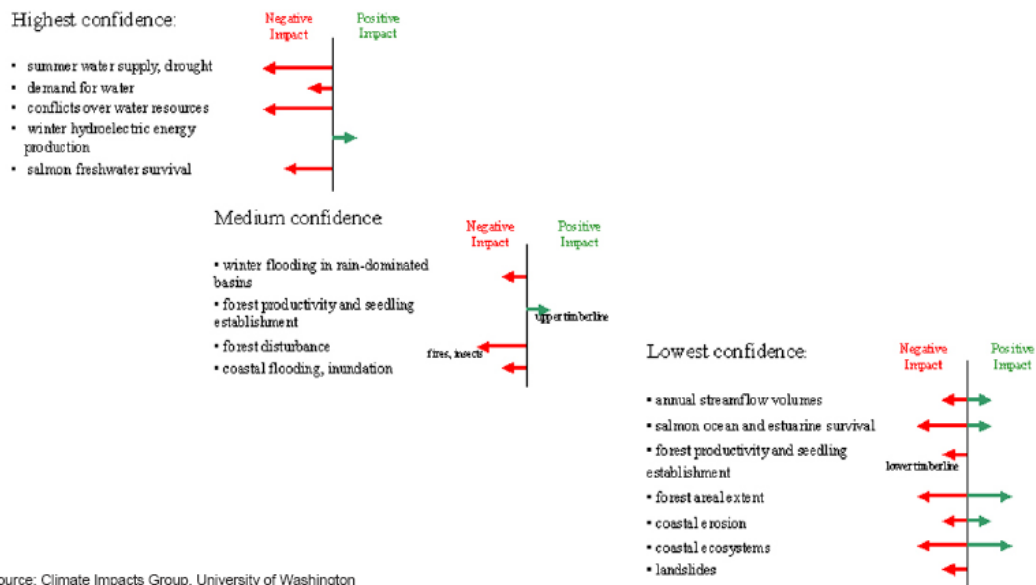 Highest confidence:
Negative
Impact
Positive
Impact
▪ summer water supply, drought
▪ demand for water
▪ conflicts over water resources
▪ winter hydroelectric energy
production
▪ salmon freshwater survival
Medium confidence:
Negative
Impact
Positive
Impact
▪ winter flooding in rain-dominated
basins
▪ forest productivity and seedling
establishment
upper timberline
▪ forest disturbance
fires, insects
▪ coastal flooding, inundation
Lowest confidence:
Negative
Impact
Positive
Impact
▪ annual streamflow volumes
▪ salmon ocean and estuarine survival
▪ forest productivity and seedling
establishment
lower timberline
▪ forest areal extent
▪ coastal erosion
▪ coastal ecosystems
▪ landslides
ource: Climate Impacts Group, University of Washington